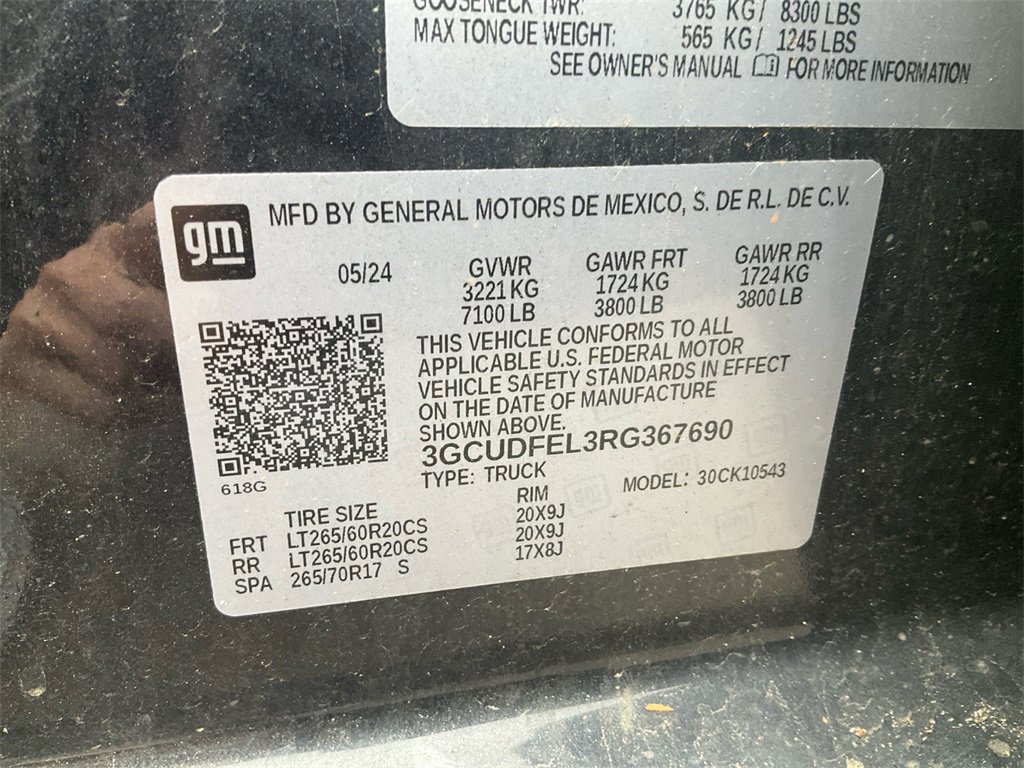 GOOSENECK TWR: 3765 KG/ 8300 LBS
MAX TONGUE WEIGHT: 565 KG/ 1245 LBS
SEE OWNER'S MANUAL FOR MORE INFORMATION
gm
MFD BY GENERAL MOTORS DE MEXICO, S. DE R.L. DE C.V.
05/24 GVWR GAWR FRT GAWR RR
3221 KG 1724 KG 1724 KG
7100 LB 3800 LB 3800 LB
THIS VEHICLE CONFORMS TO ALL
APPLICABLE U.S. FEDERAL MOTOR
VEHICLE SAFETY STANDARDS IN EFFECT
ON THE DATE OF MANUFACTURE
SHOWN ABOVE.
3GCUDFEL3RG367690
618G
TYPE: TRUCK MODEL: 30CK10543
TIRE SIZE RIM
FRT LT265/60R20CS 20X9J
RR LT265/60R20CS 20X9J
SPA 265/70R17 S 17X8J